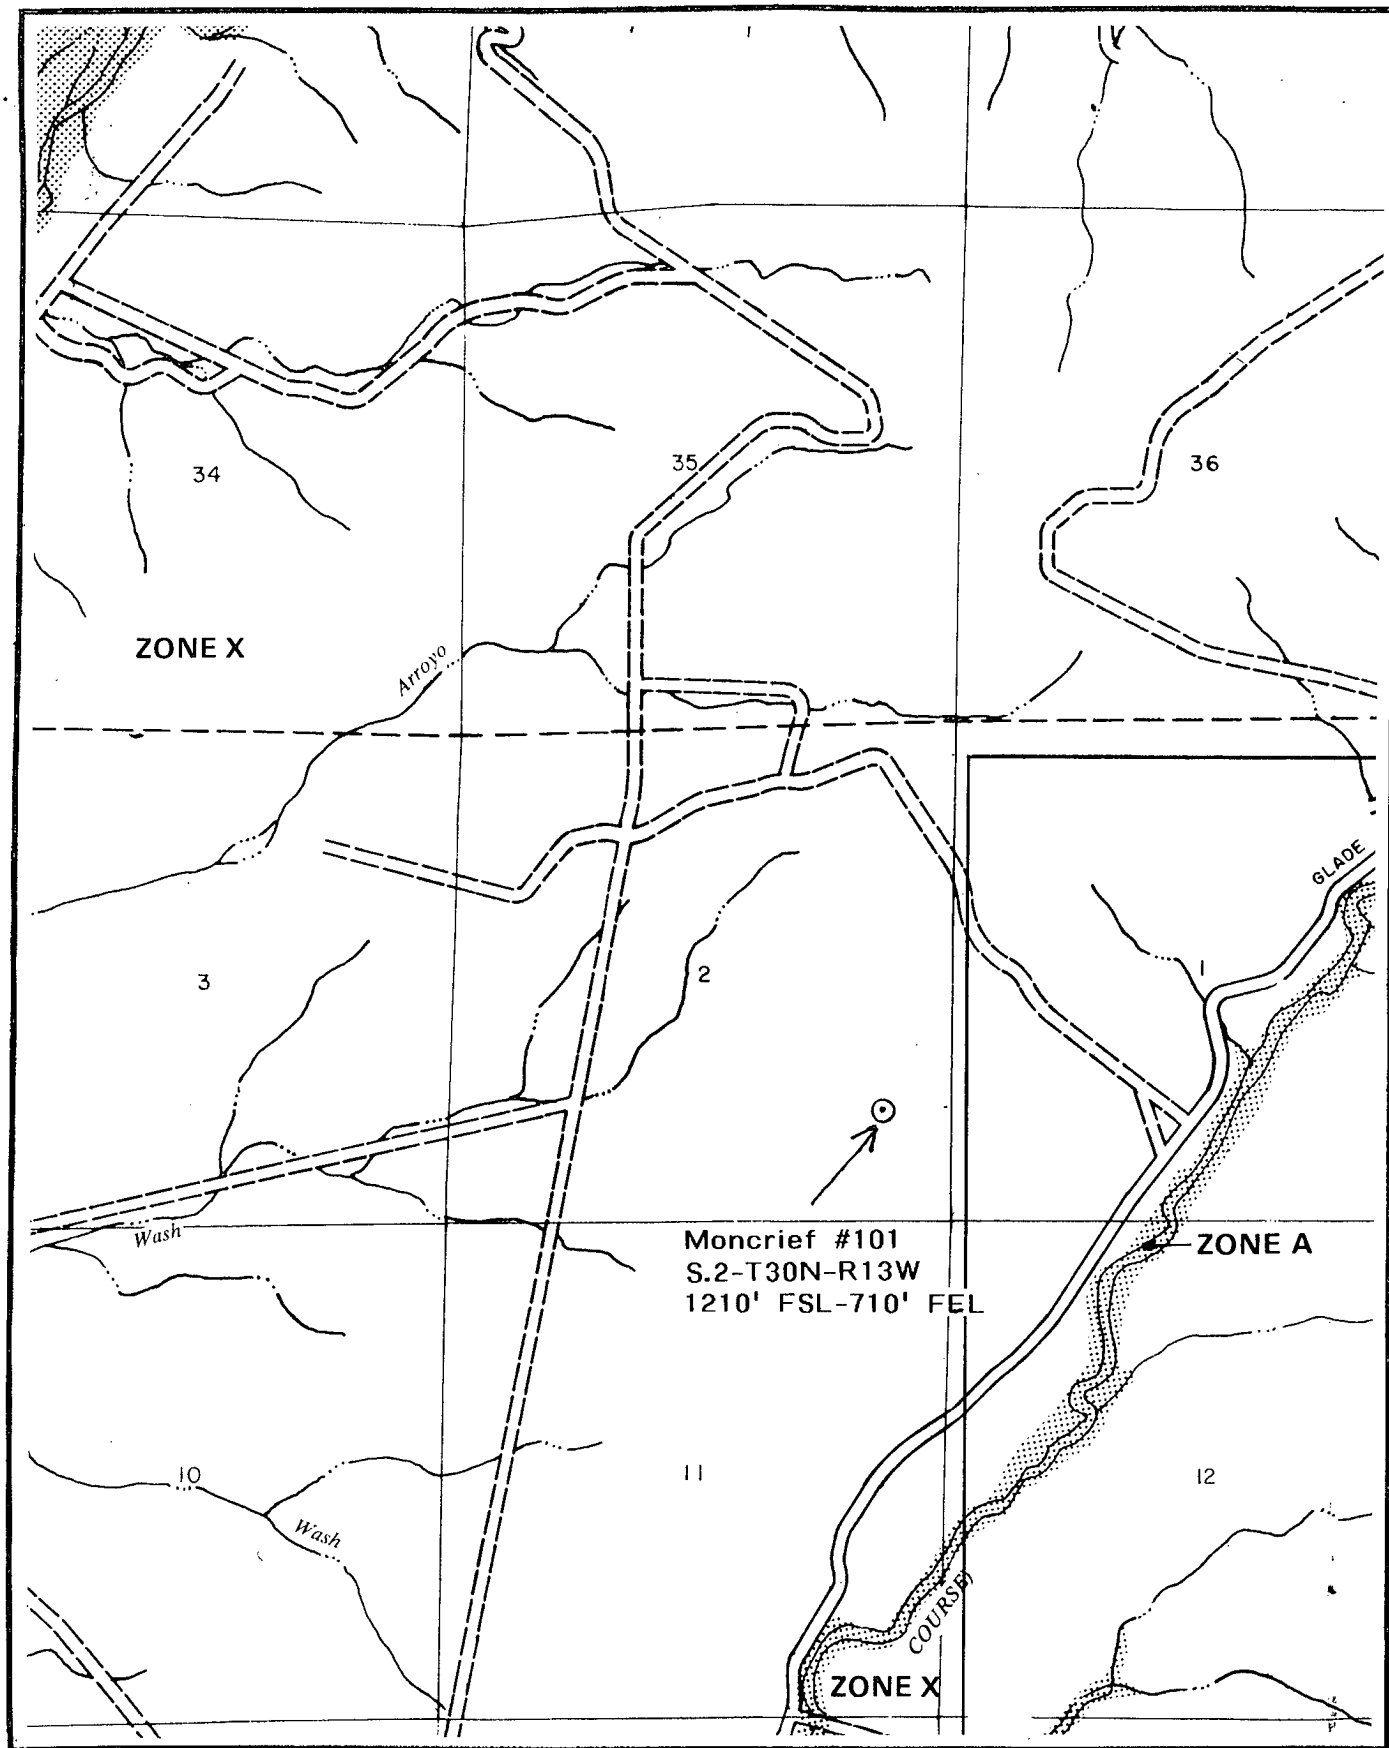 34
35
36
ZONE X
Arroyo
GLADE
3
2
1
Wash
Moncrief #101
S.2-T30N-R13W
1210' FSL-710' FEL
ZONE A
10
11
12
Wash
COURSE)
ZONE X